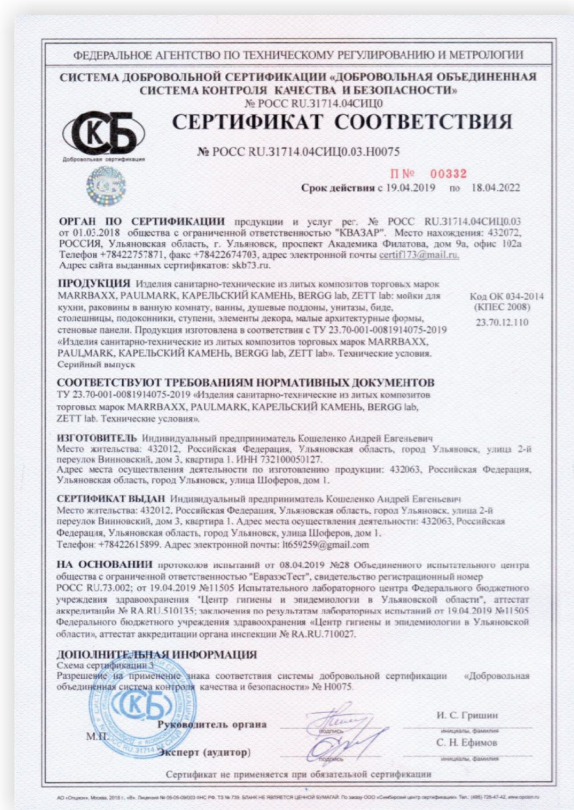 ФЕДЕРАЛЬНОЕ АГЕНТСТВО ПО ТЕХНИЧЕСКОМУ РЕГУЛИРОВАНИЮ И МЕТРОЛОГИИ
СИСТЕМА ДОБРОВОЛЬНОЙ СЕРТИФИКАЦИИ «ДОБРОВОЛЬНАЯ ОБЪЕДИНЕННАЯ
СИСТЕМА КОНТРОЛЯ КАЧЕСТВА И БЕЗОПАСНОСТИ»
№ РОСС RU.31714.04СИЦ0
СКБ
Добровольная сертификация
СЕРТИФИКАТ СООТВЕТСТВИЯ
№ РОСС RU.31714.04СИЦ0.03.Н0075
П № 00332
Срок действия с 19.04.2019 по 18.04.2022
ОРГАН ПО СЕРТИФИКАЦИИ продукции и услуг рег. № РОСС RU.31714.04СИЦ0.03
от 01.03.2018 общества с ограниченной ответственностью "КВАЗАР". Место нахождения: 432072,
РОССИЯ, Ульяновская область, г. Ульяновск, проспект Академика Филатова, дом 9а, офис 102а
Телефон +78422757871, факс +78422674703, адрес электронной почты certif173@mail.ru.
Адрес сайта выданных сертификатов: skb73.ru.
ПРОДУКЦИЯ Изделия санитарно-технические из литых композитов торговых марок
MARRBAXX, PAULMARK, КАРЕЛЬСКИЙ КАМЕНЬ, BERGG lab, ZETT lab: мойки для
кухни, раковины в ванную комнату, ванны, душевые поддоны, унитазы, биде,
столешницы, подоконники, ступени, элементы декора, малые архитектурные формы,
стеновые панели. Продукция изготовлена в соответствии с ТУ 23.70-001-0081914075-2019
«Изделия санитарно-технические из литых композитов торговых марок MARRBAXX,
PAULMARK, КАРЕЛЬСКИЙ КАМЕНЬ, BERGG lab, ZETT lab». Технические условия.
Серийный выпуск
Код ОК 034-2014
(КПЕС 2008)
23.70.12.110
СООТВЕТСТВУЮТ ТРЕБОВАНИЯМ НОРМАТИВНЫХ ДОКУМЕНТОВ
ТУ 23.70-001-0081914075-2019 «Изделия санитарно-технические из литых композитов
торговых марок MARRBAXX, PAULMARK, КАРЕЛЬСКИЙ КАМЕНЬ, BERGG lab,
ZETT lab. Технические условия».
ИЗГОТОВИТЕЛЬ Индивидуальный предприниматель Кошеленко Андрей Евгеньевич
Место жительства: 432012, Российская Федерация, Ульяновская область, город Ульяновск, улица 2-й
переулок Винновский, дом 3, квартира 1. ИНН 732100050127.
Адрес места осуществления деятельности по изготовлению продукции: 432063, Российская Федерация,
Ульяновская область, город Ульяновск, улица Шоферов, дом 1.
СЕРТИФИКАТ ВЫДАН Индивидуальный предприниматель Кошеленко Андрей Евгеньевич
Место жительства: 432012, Российская Федерация, Ульяновская область, город Ульяновск, улица 2-й
переулок Винновский, дом 3, квартира 1. Адрес места осуществления деятельности: 432063, Российская
Федерация, Ульяновская область, город Ульяновск, улица Шоферов, дом 1.
Телефон: +78422615899. Адрес электронной почты: lt659259@gmail.com
НА ОСНОВАНИИ протоколов испытаний от 08.04.2019 №28 Объединенного испытательного центра
общества с ограниченной ответственностью "ЕвразэсТест", свидетельство регистрационный номер
РОСС RU.73.002; от 19.04.2019 №11505 Испытательного лабораторного центра Федерального бюджетного
учреждения здравоохранения "Центр гигиены и эпидемиологии в Ульяновской области", аттестат
аккредитации № RA.RU.510135; заключения по результатам лабораторных испытаний от 19.04.2019 №11505
Федерального бюджетного учреждения здравоохранения «Центр гигиены и эпидемиологии в Ульяновской
области», аттестат аккредитации органа инспекции № RA.RU.710027.
ДОПОЛНИТЕЛЬНАЯ ИНФОРМАЦИЯ
Схема сертификации 3
Разрешение на применение знака соответствия системы добровольной сертификации «Добровольная
объединенная система контроля качества и безопасности» № Н0075.
СКБ
М.П.
Руководитель органа
подпись
И. С. Гришин
инициалы, фамилия
Эксперт (аудитор)
подпись
С. Н. Ефимов
инициалы, фамилия
Сертификат не применяется при обязательной сертификации